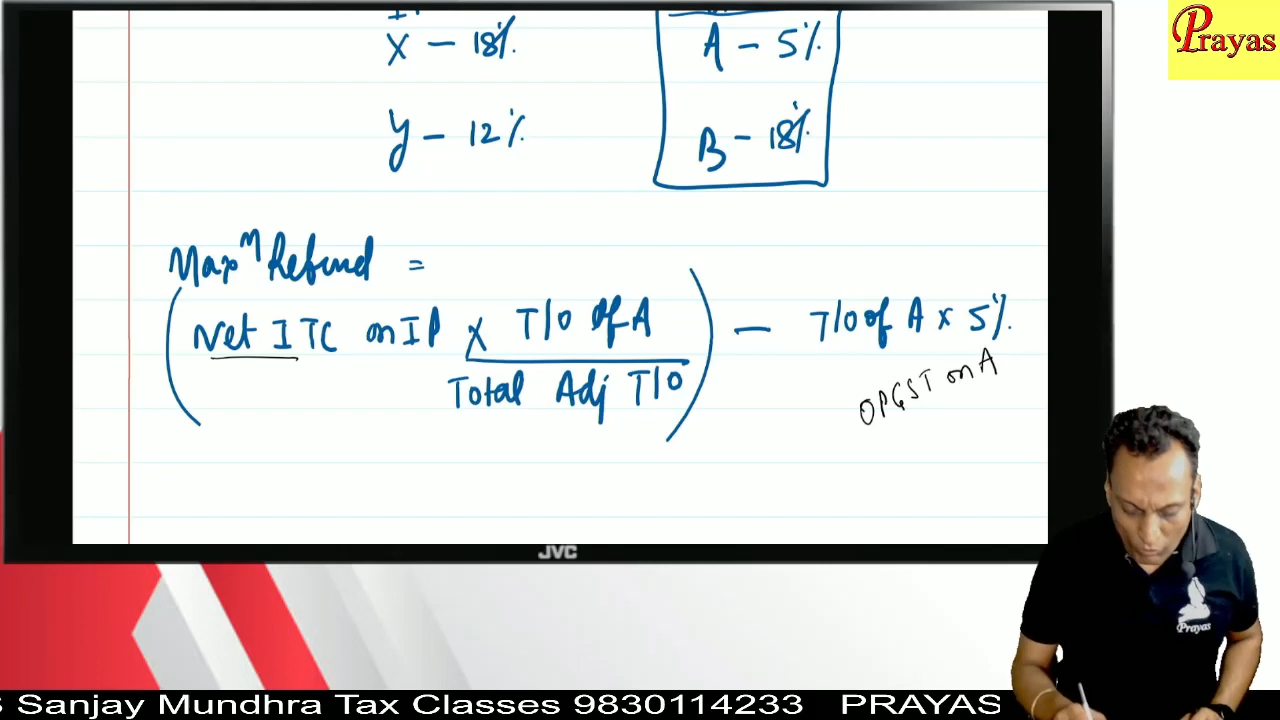 Prayas
X - 18%
A - 5%
Y - 12%
B - 18%
Maxm Refund =
(Net ITC on IP x T/O of A / Total Adj T/O) - T/O of A x 5%
OPGST on A
JVC
Prayas
S Sanjay Mundhra Tax Classes 9830114233 PRAYAS